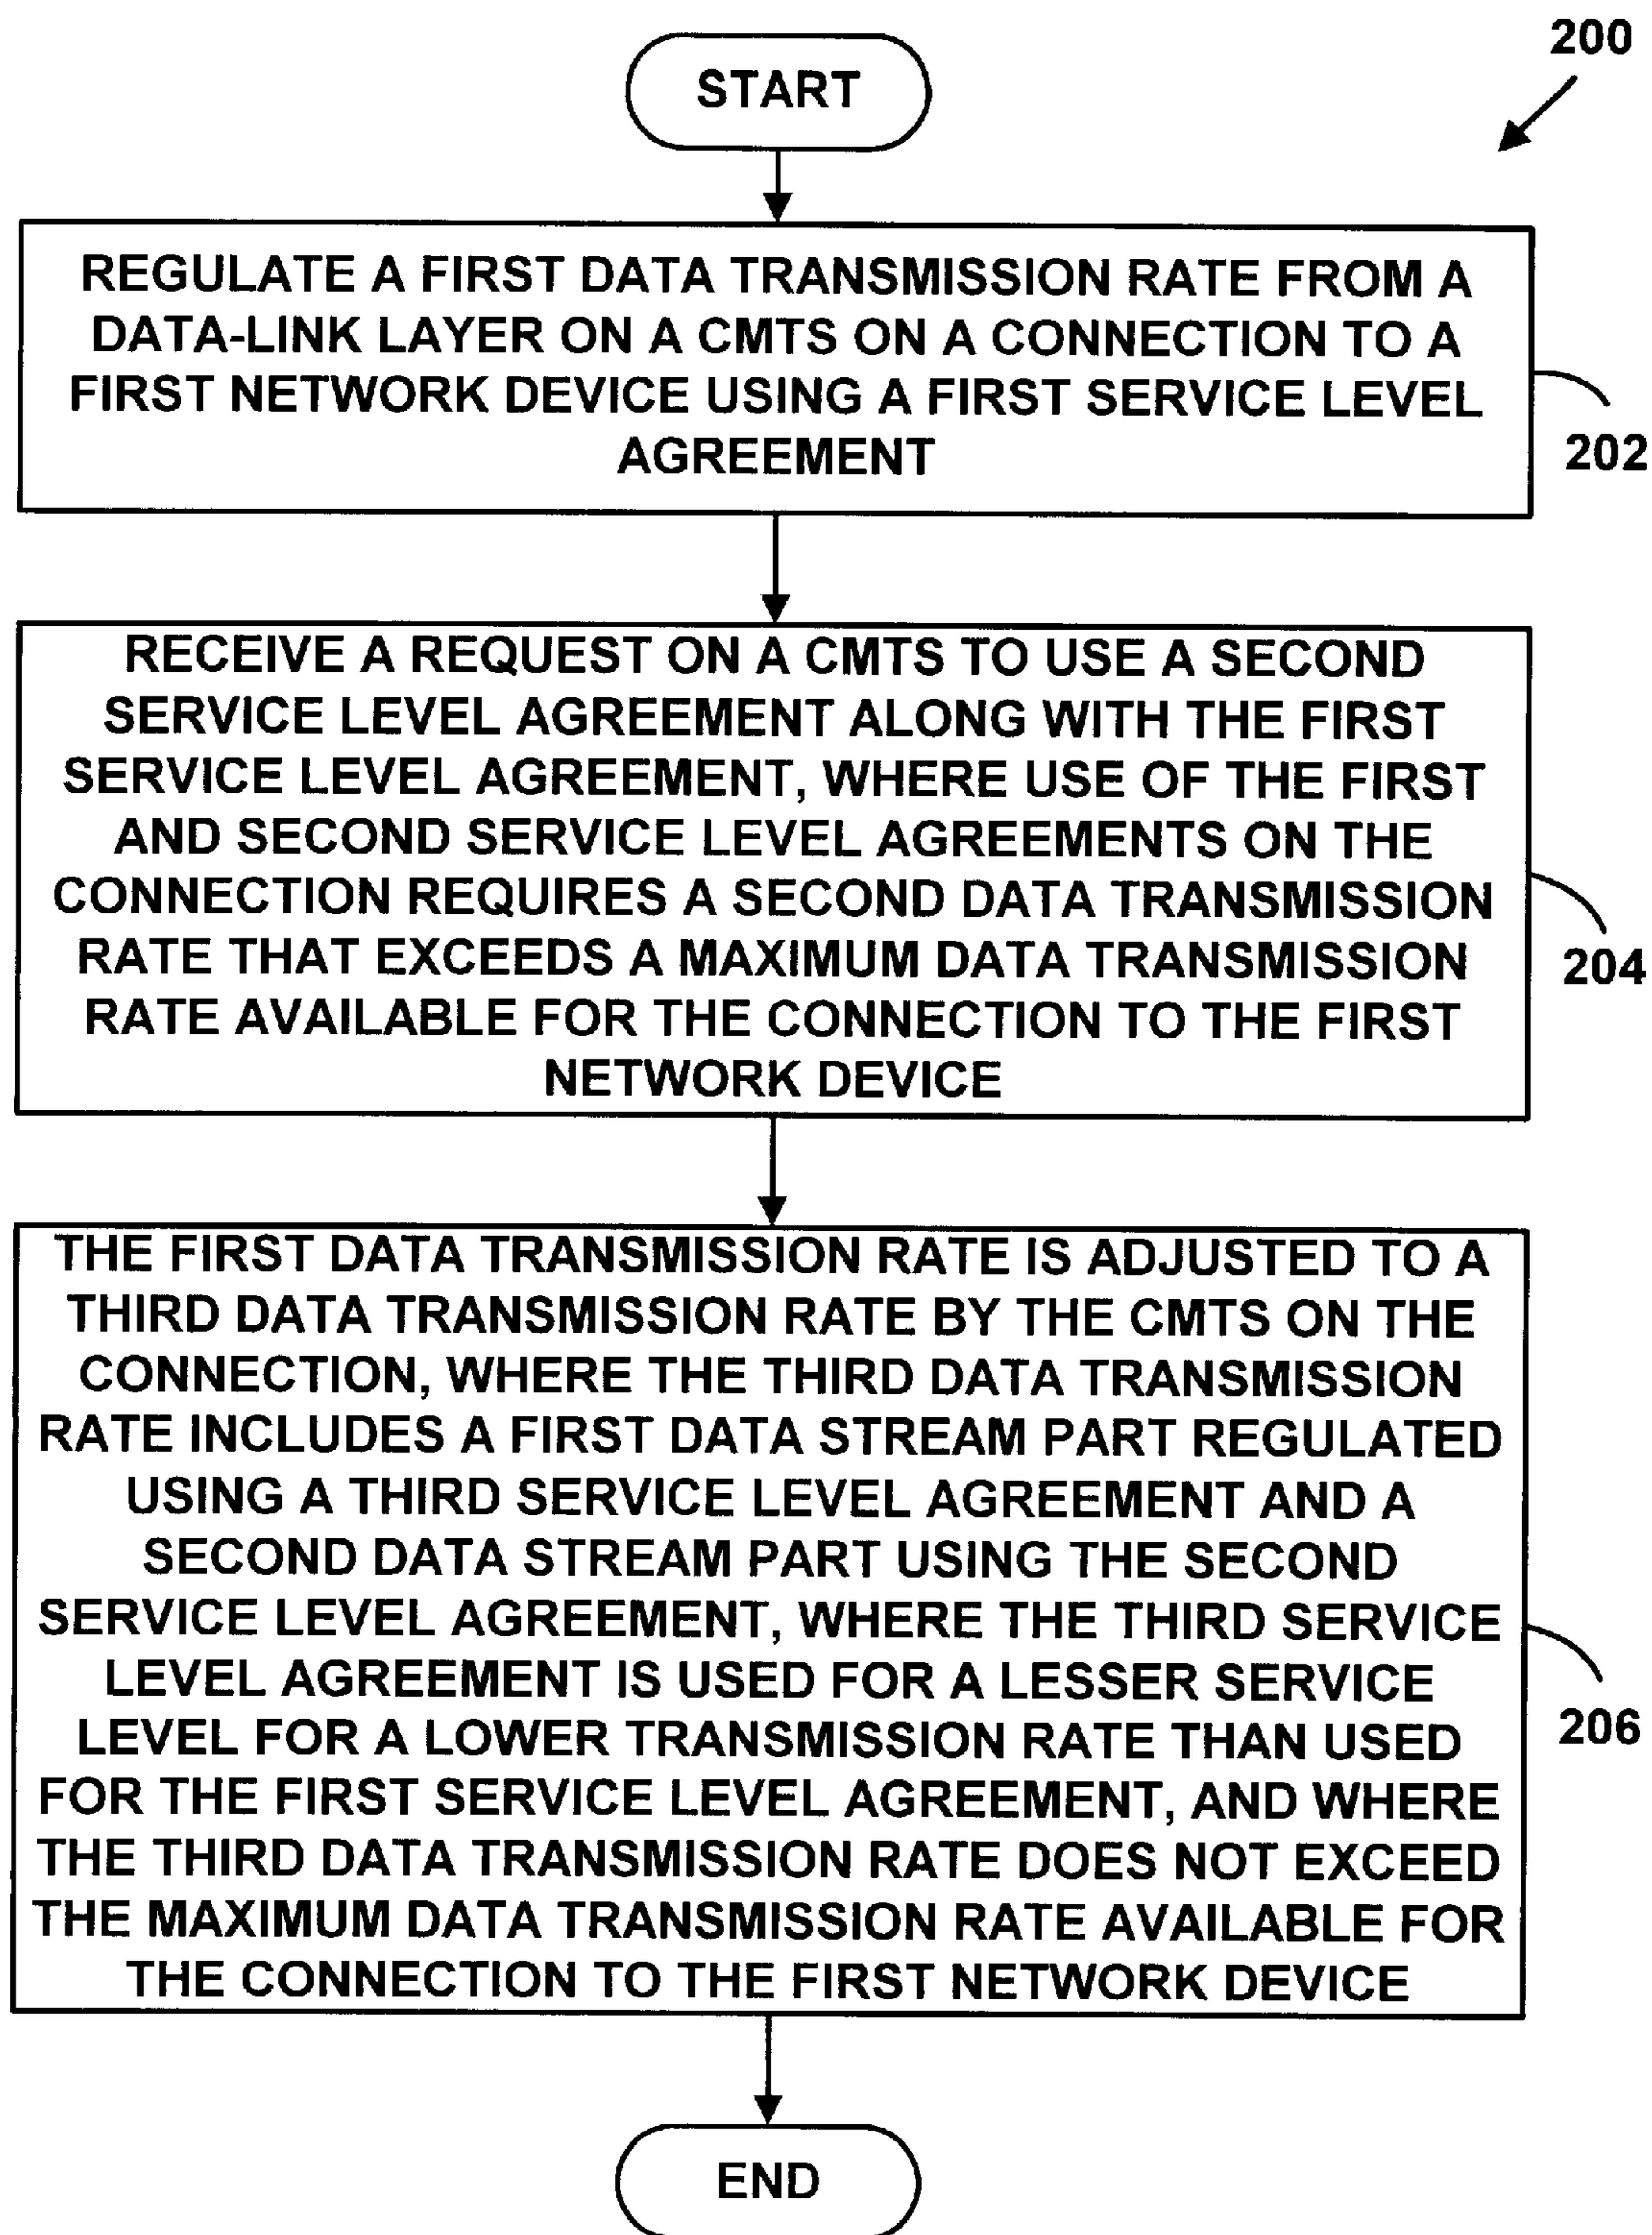 200
START
REGULATE A FIRST DATA TRANSMISSION RATE FROM A
DATA-LINK LAYER ON A CMTS ON A CONNECTION TO A
FIRST NETWORK DEVICE USING A FIRST SERVICE LEVEL
AGREEMENT
202
RECEIVE A REQUEST ON A CMTS TO USE A SECOND
SERVICE LEVEL AGREEMENT ALONG WITH THE FIRST
SERVICE LEVEL AGREEMENT, WHERE USE OF THE FIRST
AND SECOND SERVICE LEVEL AGREEMENTS ON THE
CONNECTION REQUIRES A SECOND DATA TRANSMISSION
RATE THAT EXCEEDS A MAXIMUM DATA TRANSMISSION
RATE AVAILABLE FOR THE CONNECTION TO THE FIRST
NETWORK DEVICE
204
THE FIRST DATA TRANSMISSION RATE IS ADJUSTED TO A
THIRD DATA TRANSMISSION RATE BY THE CMTS ON THE
CONNECTION, WHERE THE THIRD DATA TRANSMISSION
RATE INCLUDES A FIRST DATA STREAM PART REGULATED
USING A THIRD SERVICE LEVEL AGREEMENT AND A
SECOND DATA STREAM PART USING THE SECOND
SERVICE LEVEL AGREEMENT, WHERE THE THIRD SERVICE
LEVEL AGREEMENT IS USED FOR A LESSER SERVICE
LEVEL FOR A LOWER TRANSMISSION RATE THAN USED
FOR THE FIRST SERVICE LEVEL AGREEMENT, AND WHERE
THE THIRD DATA TRANSMISSION RATE DOES NOT EXCEED
THE MAXIMUM DATA TRANSMISSION RATE AVAILABLE FOR
THE CONNECTION TO THE FIRST NETWORK DEVICE
206
END